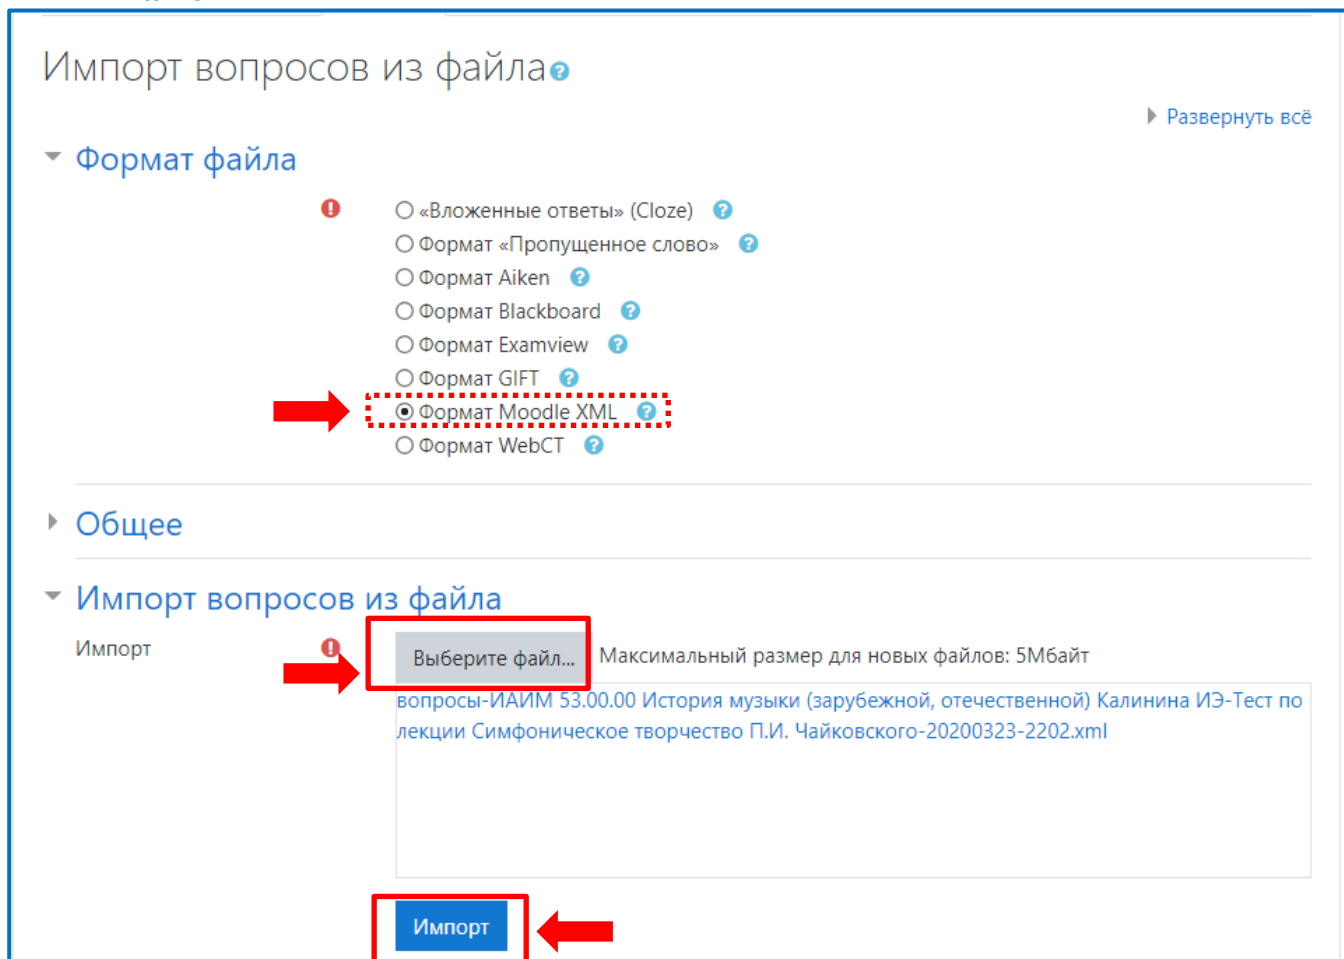 Импорт вопросов из файла
Развернуть всё
Формат файла
«Вложенные ответы» (Cloze)
Формат «Пропущенное слово»
Формат Aiken
Формат Blackboard
Формат Examview
Формат GIFT
Формат Moodle XML
Формат WebCT
Общее
Импорт вопросов из файла
Импорт
Выберите файл... Максимальный размер для новых файлов: 5Мбайт
вопросы-ИАИМ 53.00.00 История музыки (зарубежной, отечественной) Калинина ИЭ-Тест по
лекции Симфоническое творчество П.И. Чайковского-20200323-2202.xml
Импорт